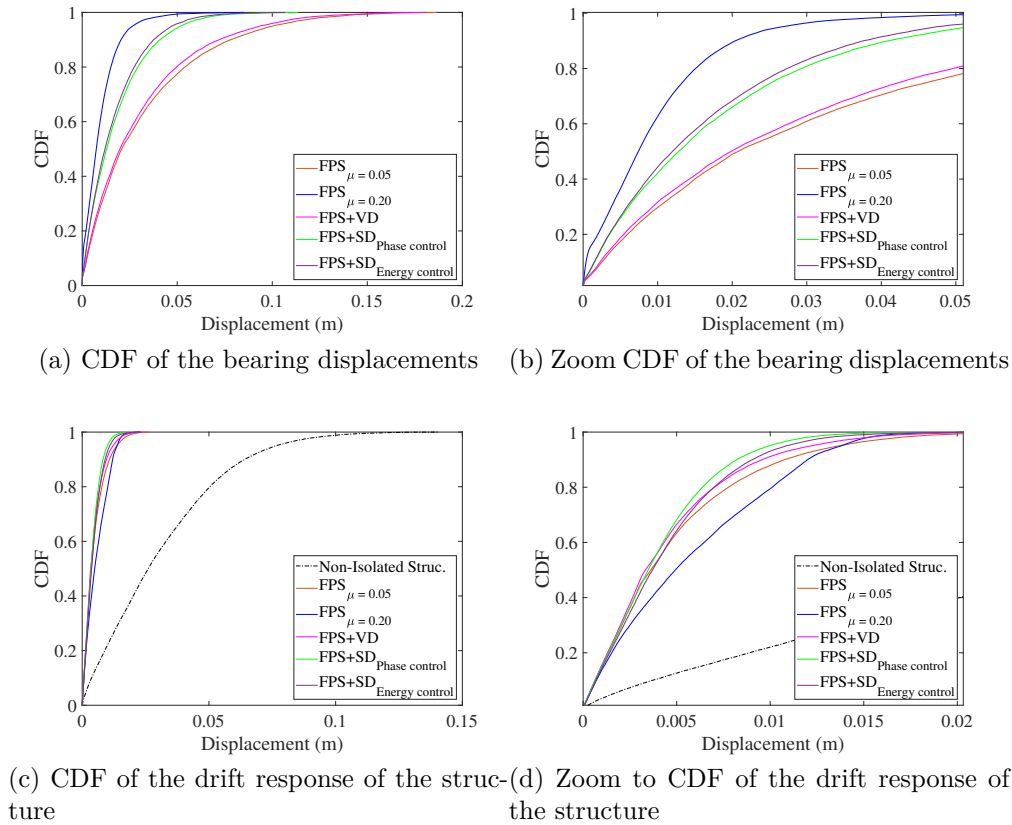 CDF
1
0.8
0.6
0.4
0.2
0
FPS μ = 0.05
FPS μ = 0.20
FPS+VD
FPS+SD Phase control
FPS+SD Energy control
0 0.05 0.1 0.15 0.2
Displacement (m)
(a) CDF of the bearing displacements
CDF
1
0.8
0.6
0.4
0.2
FPS μ = 0.05
FPS μ = 0.20
FPS+VD
FPS+SD Phase control
FPS+SD Energy control
0 0.01 0.02 0.03 0.04 0.05
Displacement (m)
(b) Zoom CDF of the bearing displacements
CDF
1
0.8
0.6
0.4
0.2
0
Non-Isolated Struc.
FPS μ = 0.05
FPS μ = 0.20
FPS+VD
FPS+SD Phase control
FPS+SD Energy control
0 0.05 0.1 0.15
Displacement (m)
(c) CDF of the drift response of the struc-
ture
CDF
1
0.8
0.6
0.4
0.2
Non-Isolated Struc.
FPS μ = 0.05
FPS μ = 0.20
FPS+VD
FPS+SD Phase control
FPS+SD Energy control
0 0.005 0.01 0.015 0.02
Displacement (m)
(d) Zoom to CDF of the drift response of
the structure